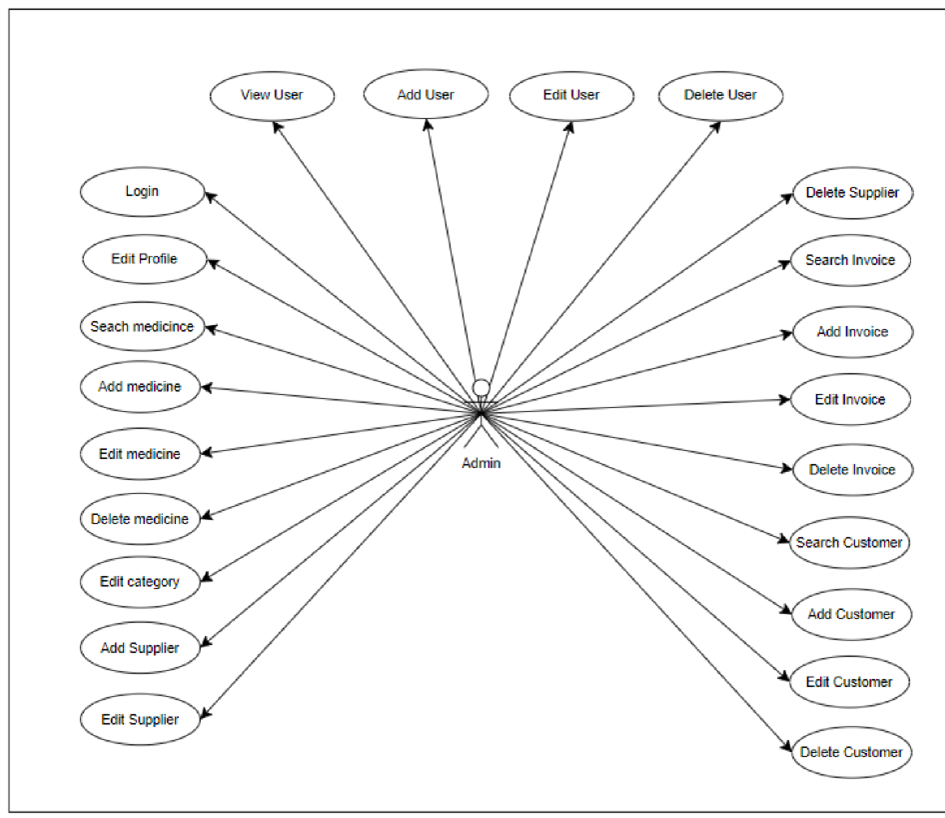 View User
Add User
Edit User
Delete User
Login
Edit Profile
Seach medicince
Add medicine
Edit medicine
Delete medicine
Edit category
Add Supplier
Edit Supplier
Admin
Delete Supplier
Search Invoice
Add Invoice
Edit Invoice
Delete Invoice
Search Customer
Add Customer
Edit Customer
Delete Customer